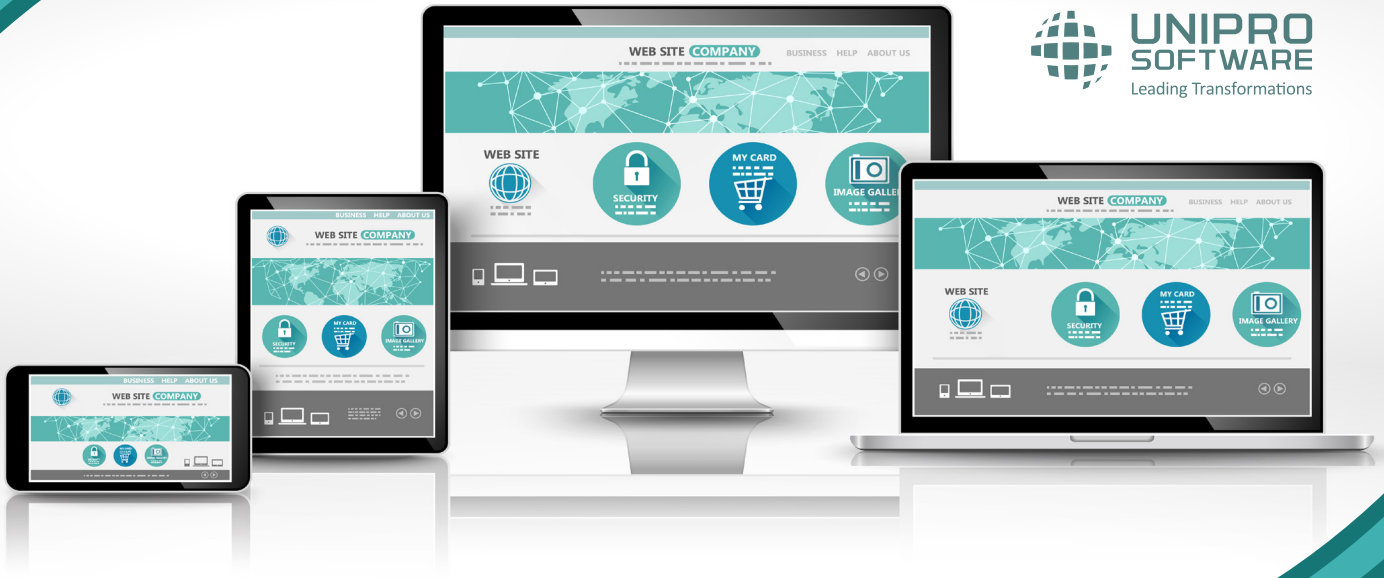 UNIPRO
SOFTWARE
Leading Transformations
WEB SITE COMPANY
BUSINESS HELP ABOUT US
WEB SITE
SECURITY
MY CARD
IMAGE GALLE
BUSINESS HELP ABOUT US
WEB SITE COMPANY
SECURITY
MY CARD
IMAGE GALLERY
WEB SITE COMPANY
BUSINESS HELP ABOUT US
WEB SITE
SECURITY
MY CARD
IMAGE GALLERY
BUSINESS HELP ABOUT US
WEB SITE COMPANY